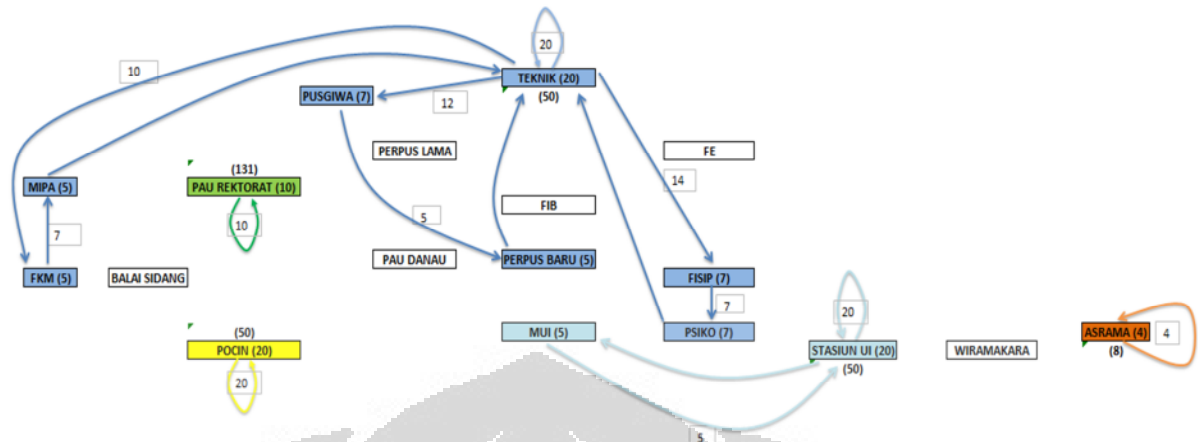 20
10
TEKNIK (20)
PUSGIWA (7)
12
(50)
PERPUS LAMA
FE
(131)
14
MIPA (5)
PAU REKTORAT (10)
FIB
5
10
7
PAU DANAU
PERPUS BARU (5)
FKM (5)
BALAI SIDANG
FISIP (7)
7
20
(50)
MUI (5)
PSIKO (7)
ASRAMA (4)
4
POCIN (20)
STASIUN UI (20)
WIRAMAKARA
(50)
(8)
20
5